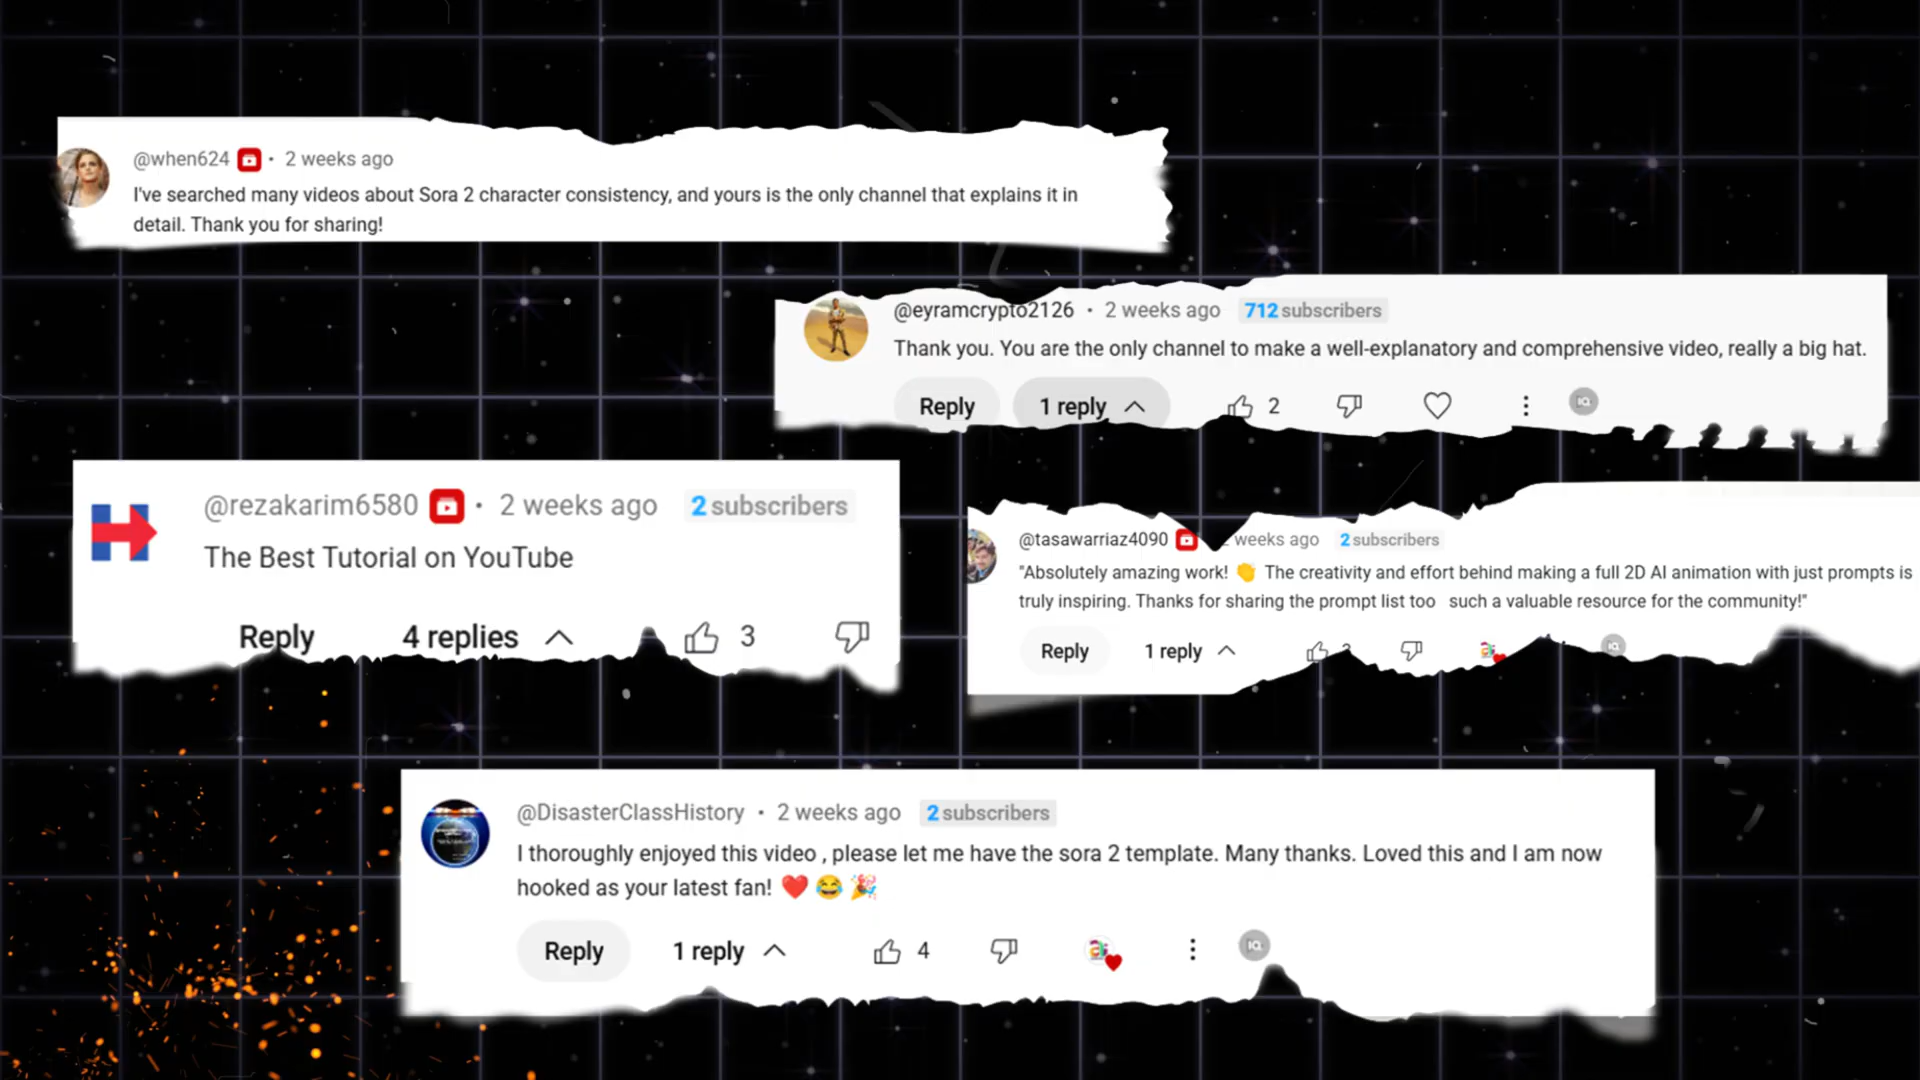 @when624 • 2 weeks ago
I've searched many videos about Sora 2 character consistency, and yours is the only channel that explains it in
detail. Thank you for sharing!
@eyramcrypto2126 • 2 weeks ago 712 subscribers
Thank you. You are the only channel to make a well-explanatory and comprehensive video, really a big hat.
Reply 1 reply 2
@rezakarim6580 • 2 weeks ago 2 subscribers
The Best Tutorial on YouTube
Reply 4 replies 3
@tasawarriaz4090 weeks ago 2 subscribers
"Absolutely amazing work! 👏 The creativity and effort behind making a full 2D AI animation with just prompts is
truly inspiring. Thanks for sharing the prompt list too such a valuable resource for the community!"
Reply 1 reply
@DisasterClassHistory • 2 weeks ago 2 subscribers
I thoroughly enjoyed this video , please let me have the sora 2 template. Many thanks. Loved this and I am now
hooked as your latest fan! ❤️ 😂 🎉
Reply 1 reply 4